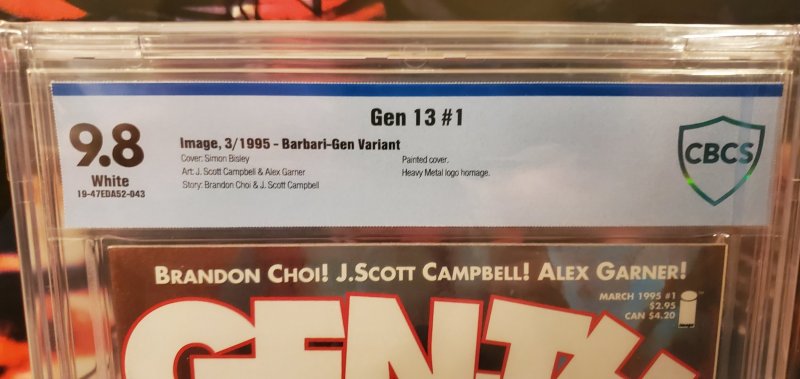 Gen 13 #1
9.8
White
19-47EDA52-043
Image, 3/1995 - Barbari-Gen Variant
Cover: Simon Bisley
Art: J. Scott Campbell & Alex Garner
Story: Brandon Choi & J. Scott Campbell
Painted cover.
Heavy Metal logo homage.
CBCS
BRANDON CHOI! J.SCOTT CAMPBELL! ALEX GARNER!
MARCH 1995 #1
$2.95
CAN $4.20
image